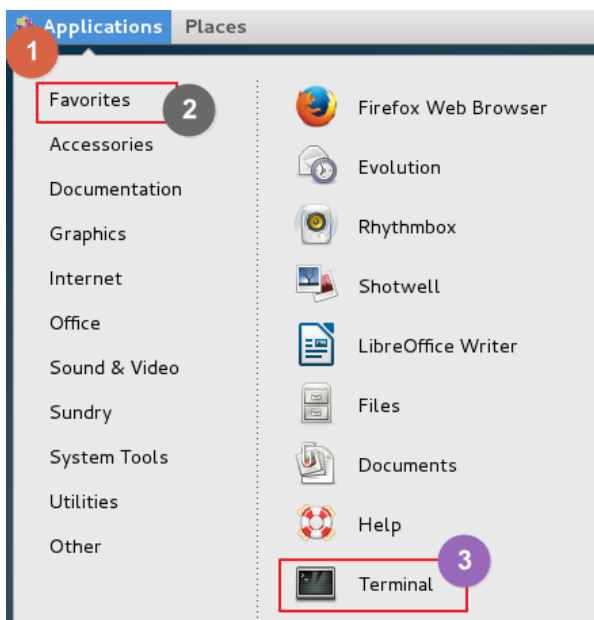 Applications Places
1
Favorites
2
Accessories
Documentation
Graphics
Internet
Office
Sound & Video
Sundry
System Tools
Utilities
Other
Firefox Web Browser
Evolution
Rhythmbox
Shotwell
LibreOffice Writer
Files
Documents
Help
3
Terminal